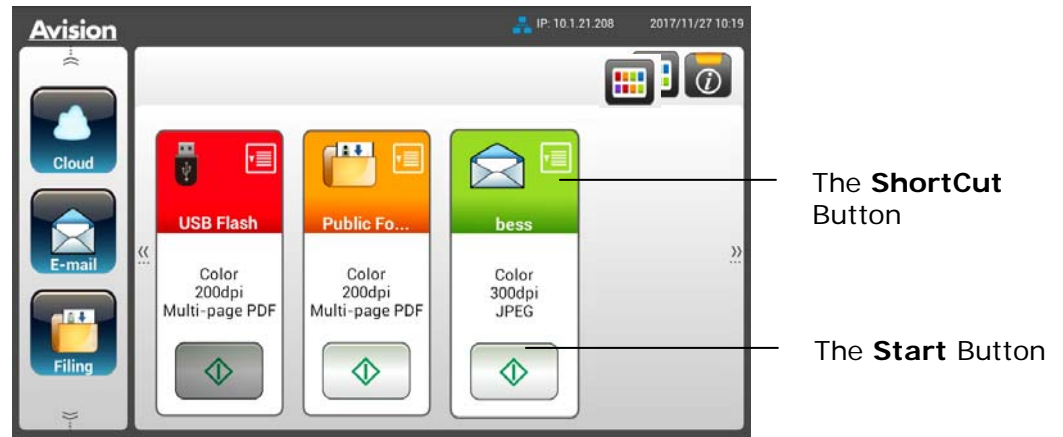 Avision
IP: 10.1.21.208 2017/11/27 10:19
Cloud
E-mail
Filing
USB Flash
Color
200dpi
Multi-page PDF
Public Fo...
Color
200dpi
Multi-page PDF
bess
Color
300dpi
JPEG
The ShortCut
Button
The Start Button